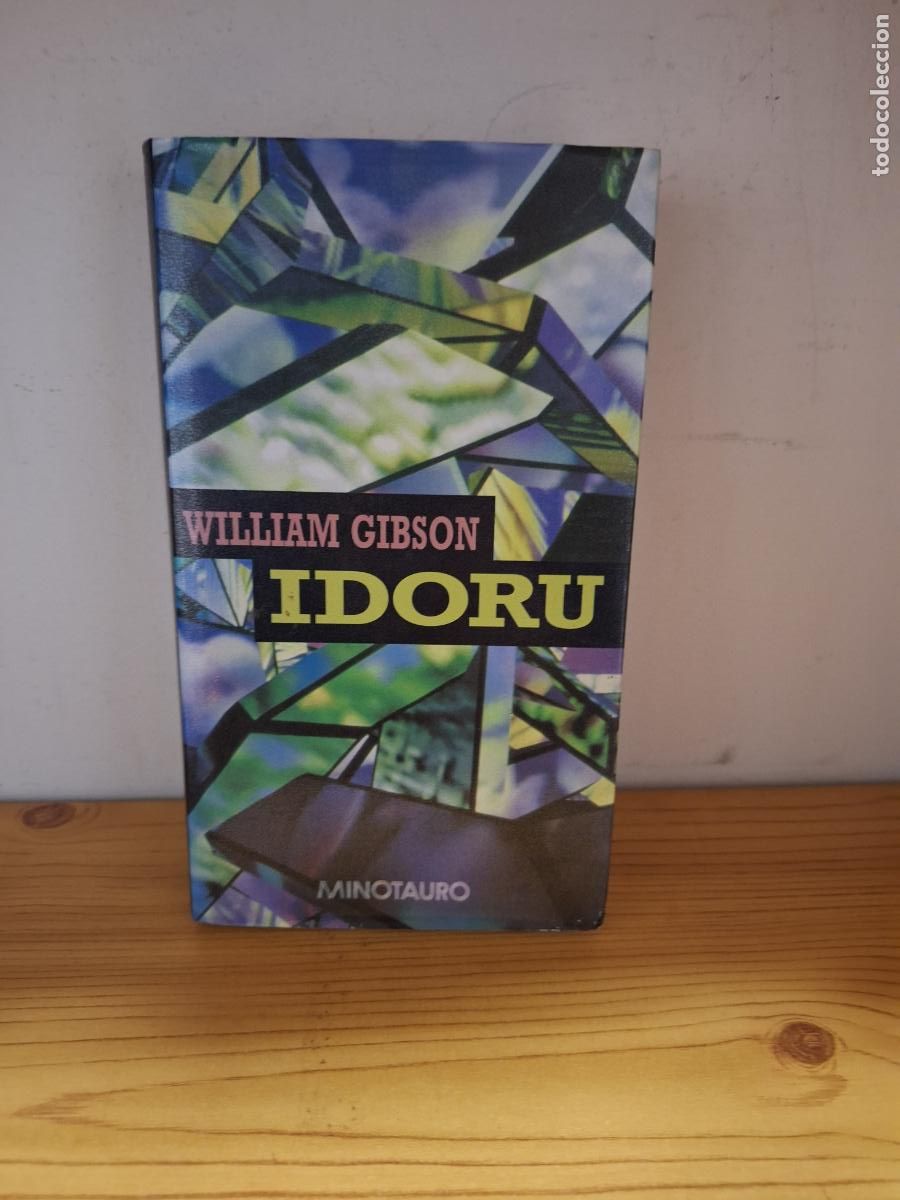 todocoleccion
WILLIAM GIBSON
IDORU
MINOTAURO